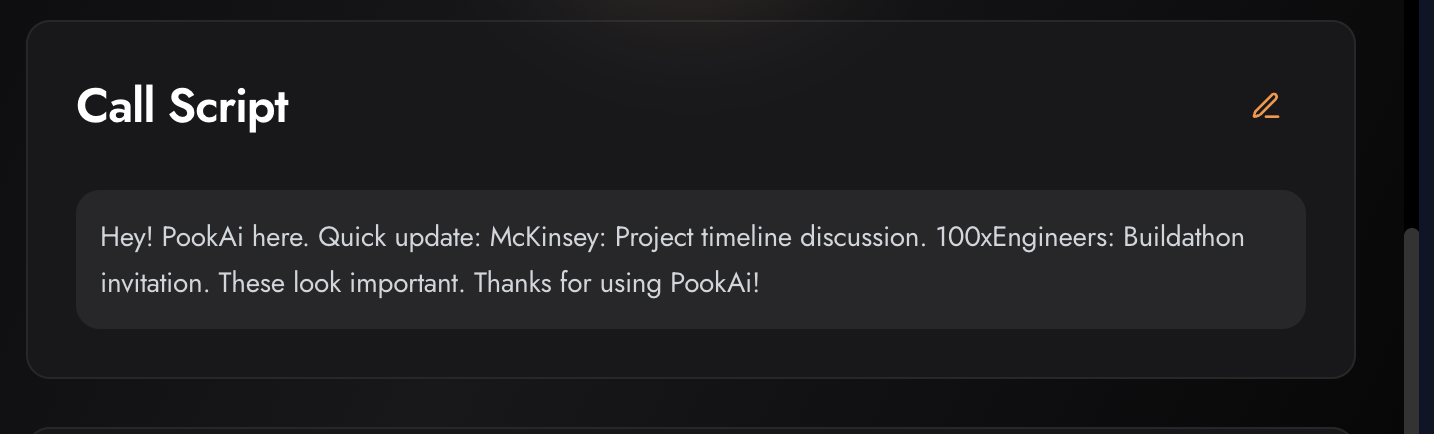 Call Script
Hey! PookAi here. Quick update: McKinsey: Project timeline discussion. 100xEngineers: Buildathon
invitation. These look important. Thanks for using PookAi!